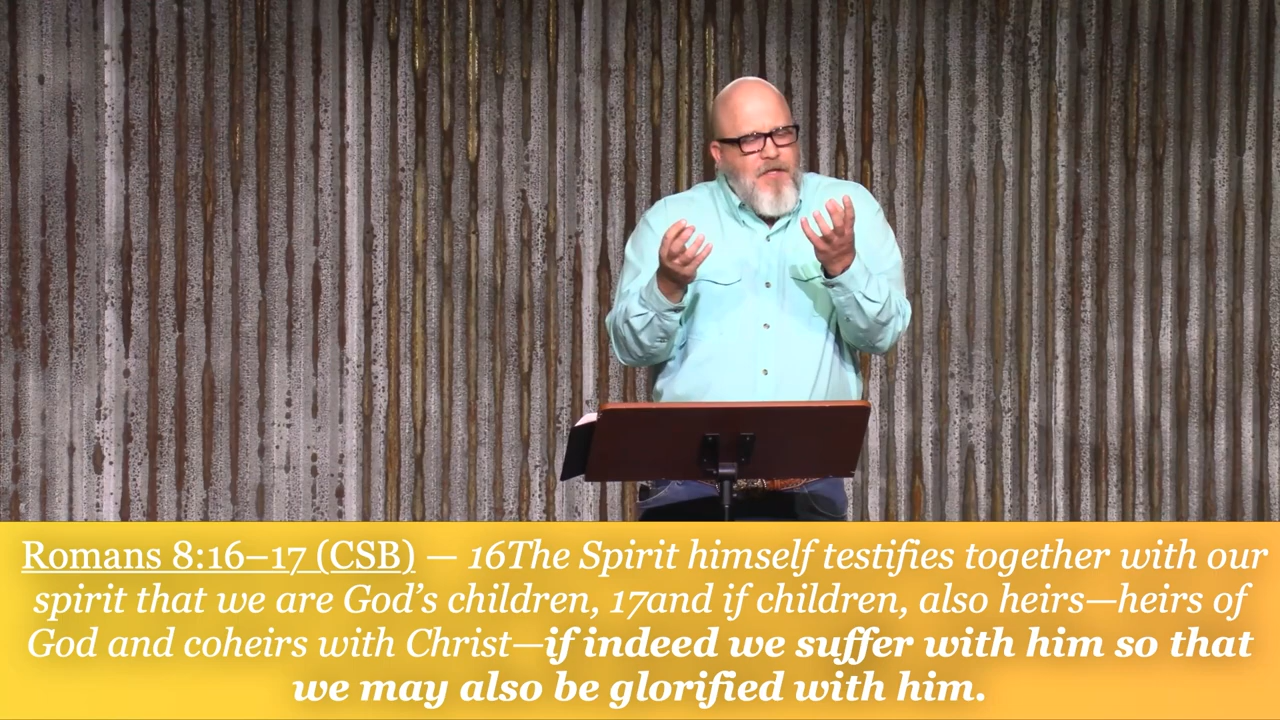 Romans 8:16–17 (CSB) — 16The Spirit himself testifies together with our
spirit that we are God’s children, 17and if children, also heirs—heirs of
God and coheirs with Christ—if indeed we suffer with him so that
we may also be glorified with him.